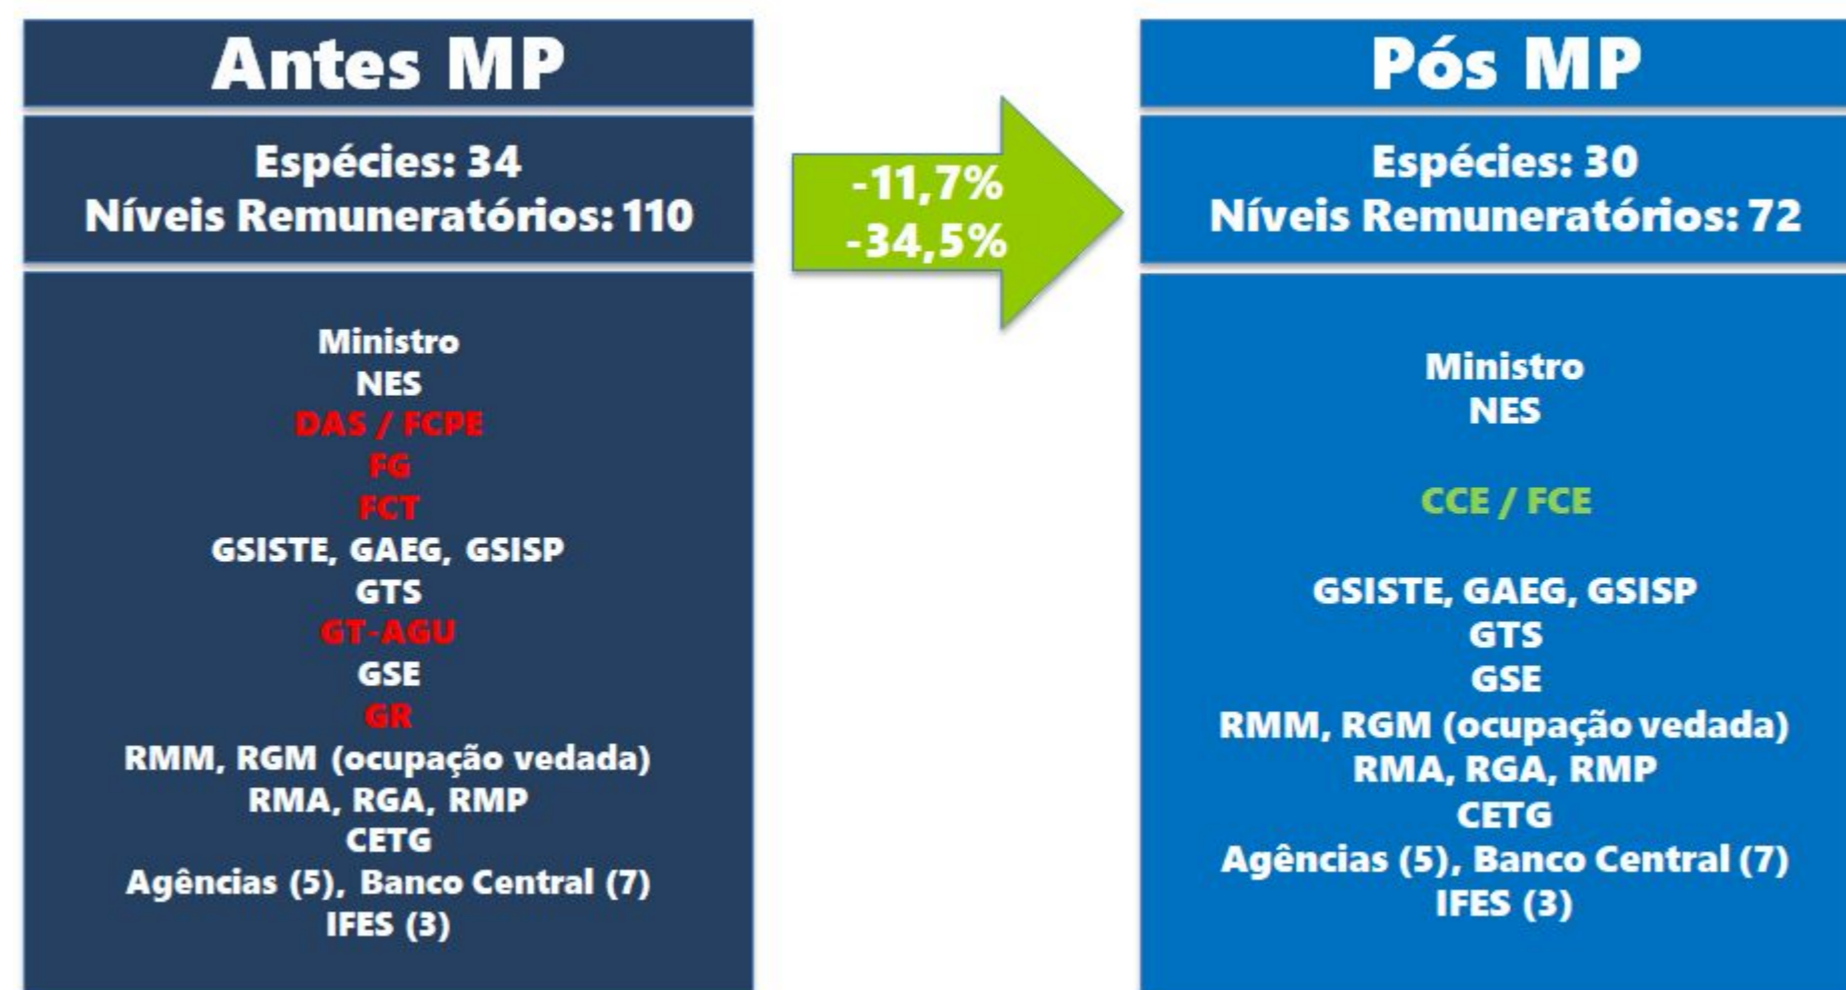 Antes MP
Espécies: 34
Níveis Remuneratórios: 110
Ministro
NES
DAS / FCPE
FG
FCT
GSISTE, GAEG, GSISP
GTS
GT-AGU
GSE
GR
RMM, RGM (ocupação vedada)
RMA, RGA, RMP
CETG
Agências (5), Banco Central (7)
IFES (3)
-11,7%
-34,5%
Pós MP
Espécies: 30
Níveis Remuneratórios: 72
Ministro
NES
CCE / FCE
GSISTE, GAEG, GSISP
GTS
GSE
RMM, RGM (ocupação vedada)
RMA, RGA, RMP
CETG
Agências (5), Banco Central (7)
IFES (3)